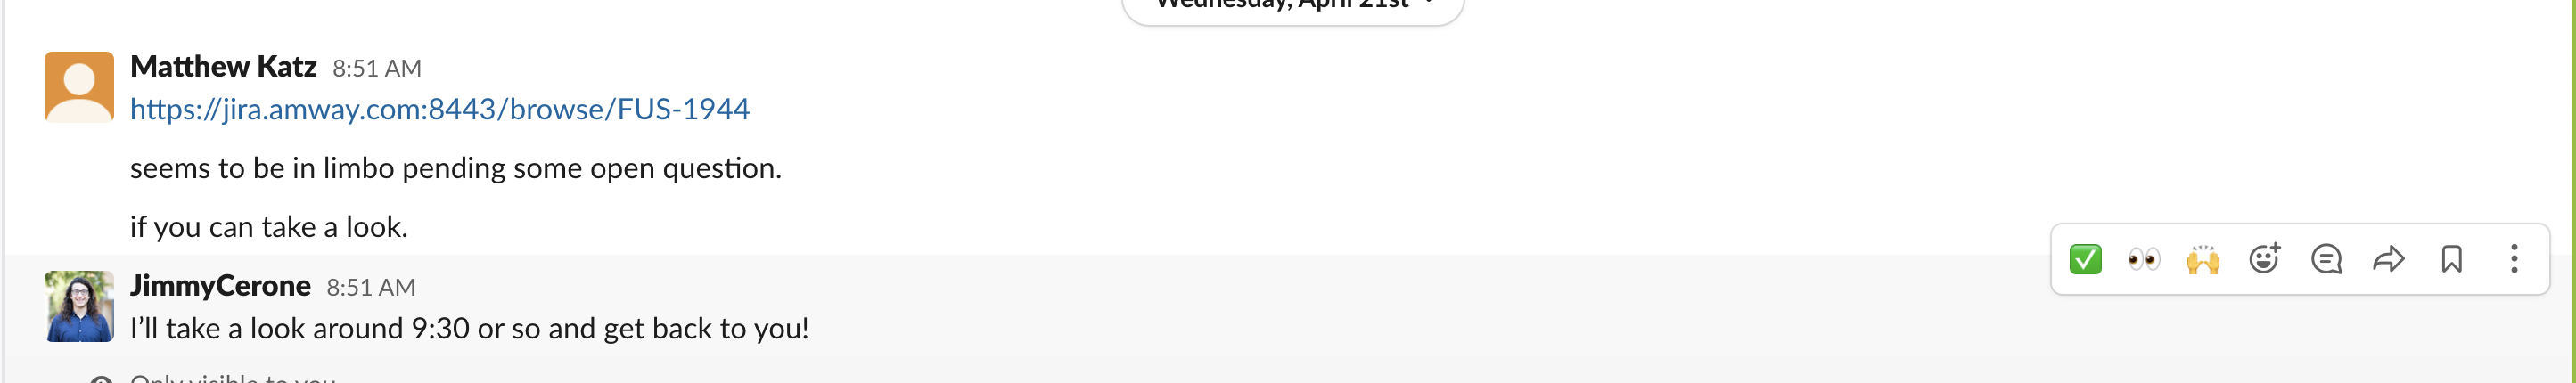 Wednesday, April 21st
Matthew Katz 8:51 AM
https://jira.amway.com:8443/browse/FUS-1944
seems to be in limbo pending some open question.
if you can take a look.
JimmyCerone 8:51 AM
I’ll take a look around 9:30 or so and get back to you!
Only visible to you